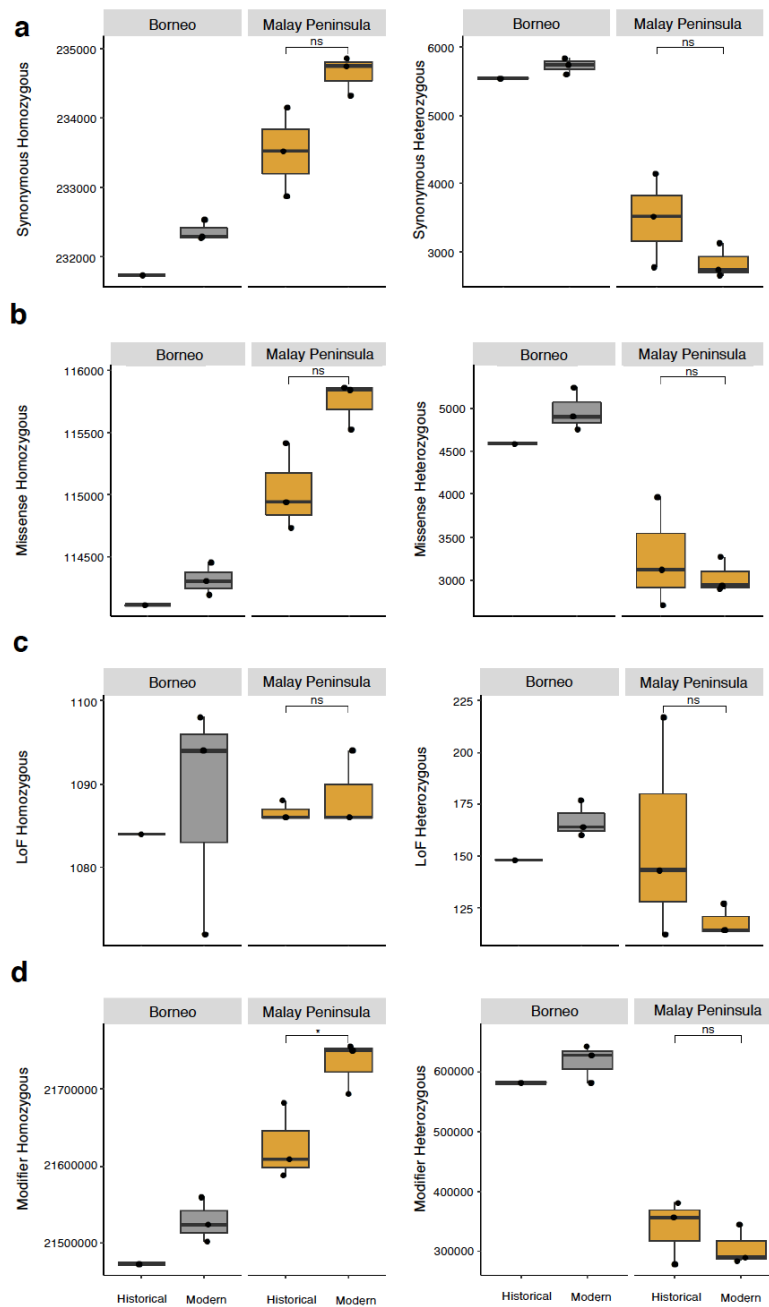 a
Borneo
Malay Peninsula
ns
235000
234000
233000
232000
Synonymous Homozygous
Malay Peninsula
ns
6000
5000
4000
3000
Synonymous Heterozygous
b
Borneo
Malay Peninsula
ns
116000
115500
115000
114500
Missense Homozygous
Borneo
Malay Peninsula
ns
5000
4500
4000
3500
3000
Missense Heterozygous
c
Borneo
Malay Peninsula
ns
1100
1090
1080
LoF Homozygous
Borneo
Malay Peninsula
ns
225
200
175
150
125
LoF Heterozygous
d
Borneo
Malay Peninsula
*
21700000
21600000
21500000
Modifier Homozygous
Historical
Modern
Historical
Modern
Borneo
Malay Peninsula
ns
600000
500000
400000
300000
Modifier Heterozygous
Historical
Modern
Historical
Modern